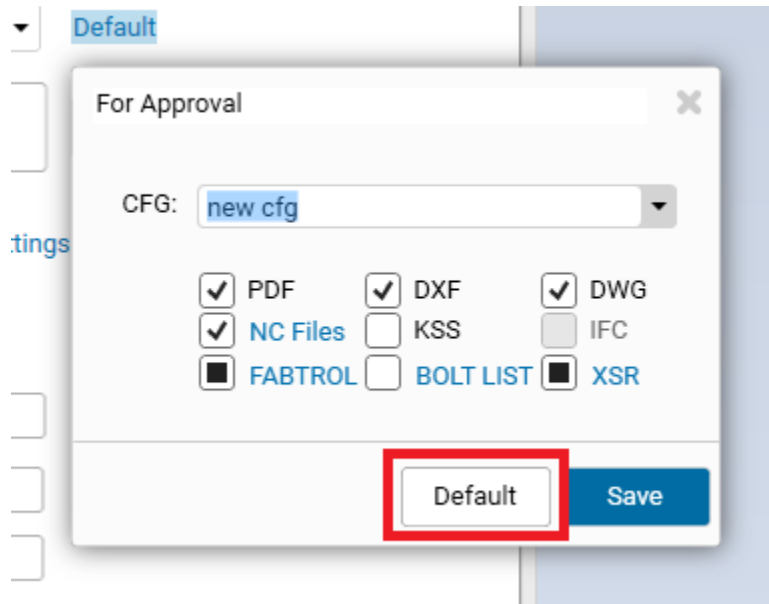 Default
For Approval
CFG: new cfg
ttings
PDF DXF DWG
NC Files KSS IFC
FABTROL BOLT LIST XSR
Default Save